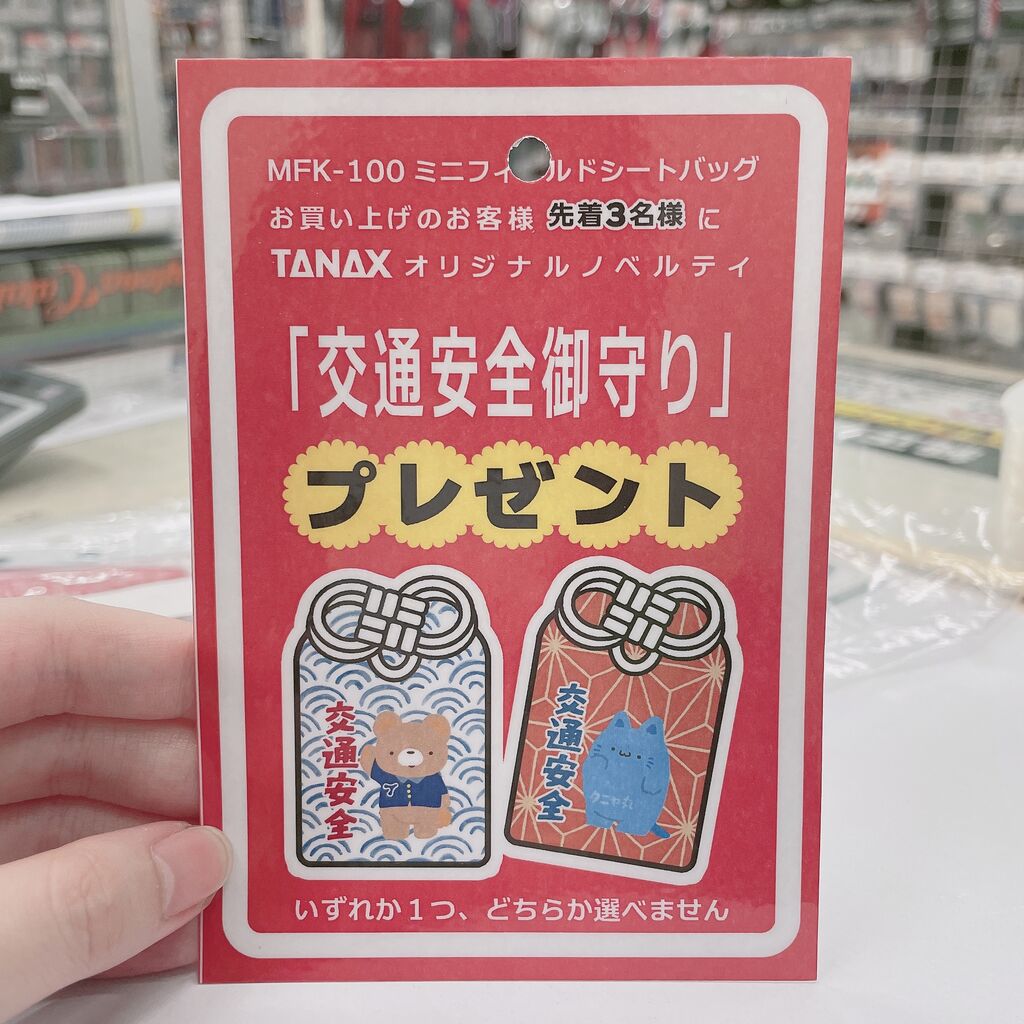 MFK-100 ミニフィールドシートバッグ
お買い上げのお客様 先着3名様 に
TANAX オリジナルノベルティ
「交通安全御守り」
プレゼント
交通安全
交通安全
タニヤ丸
いずれか1つ、どちらか選べません